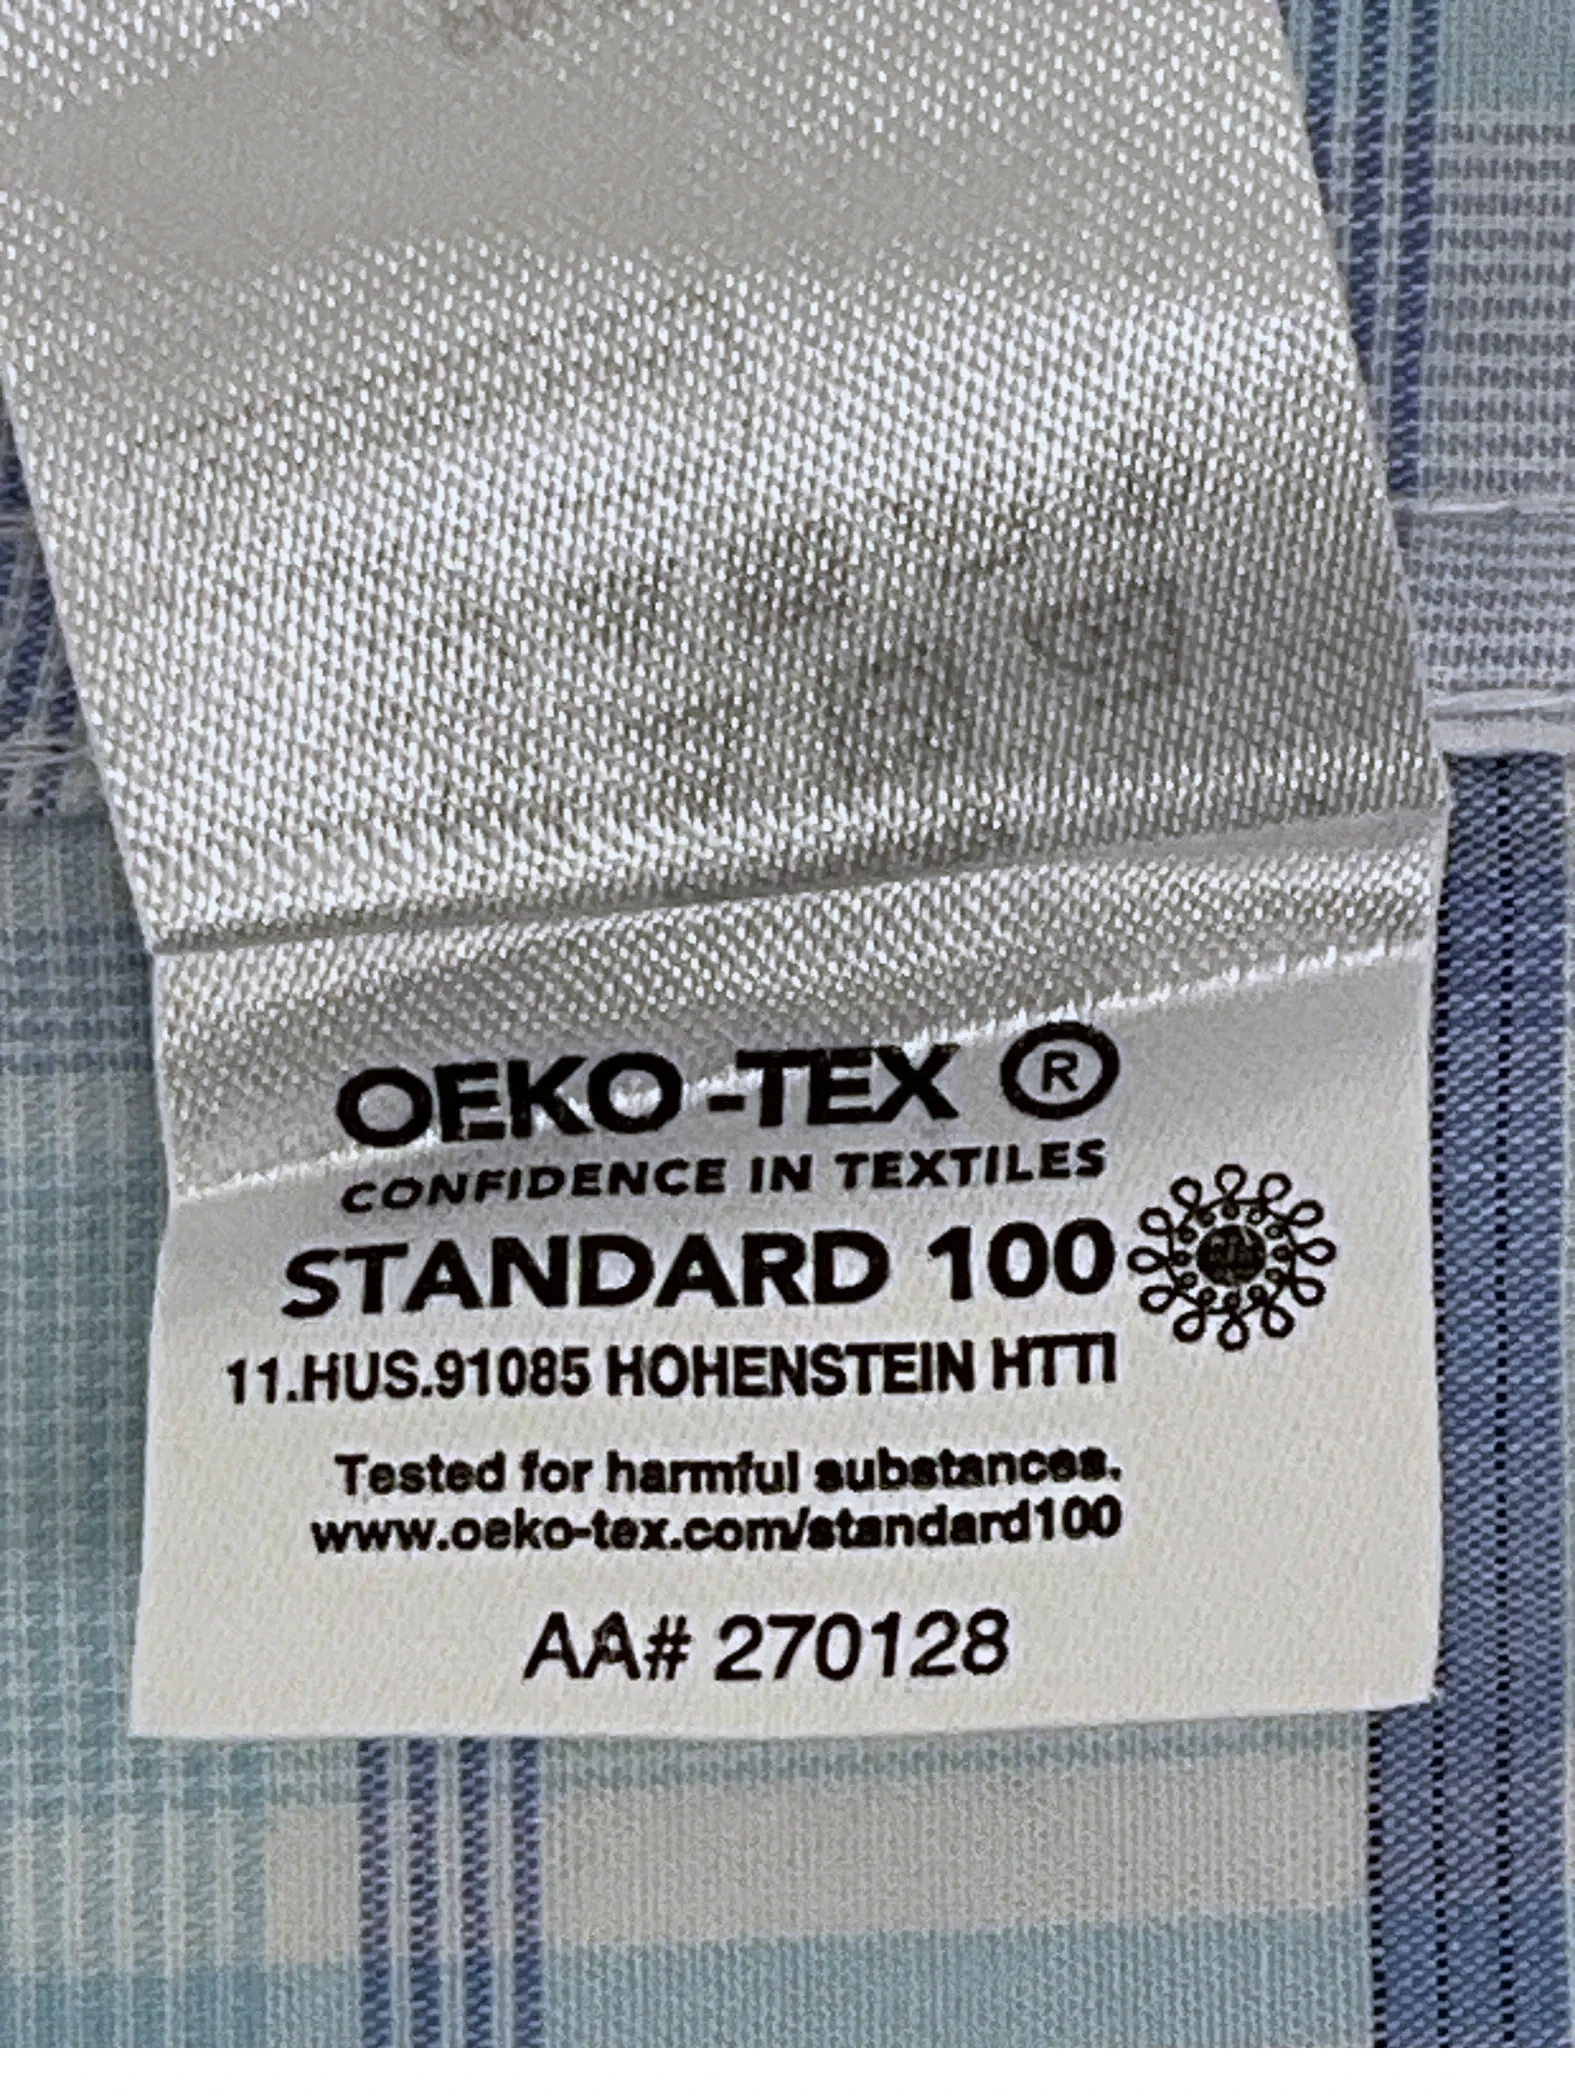 OEKO -TEX ®
CONFIDENCE IN TEXTILES
STANDARD 100
11.HUS.91085 HOHENSTEIN HTTI
Tested for harmful substances.
www.oeko-tex.com/standard100
AA# 270128